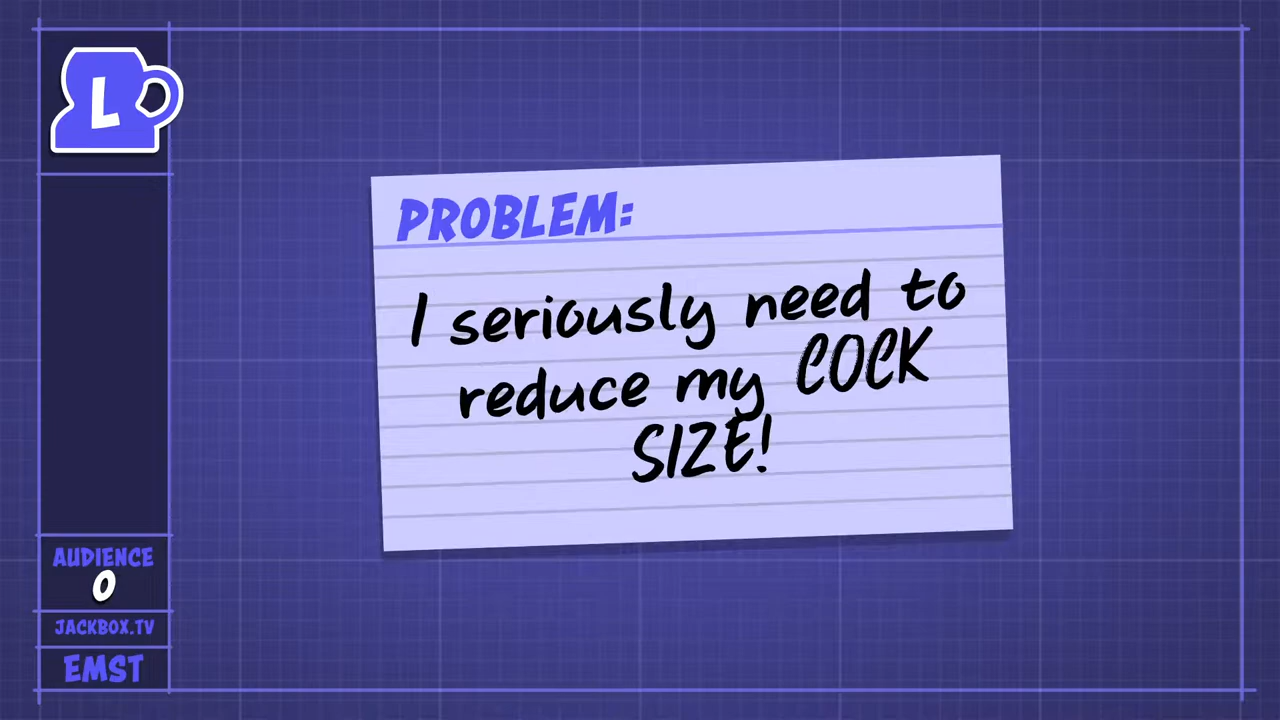 L
PROBLEM:
I seriously need to
reduce my COCK
SIZE!
AUDIENCE
0
JACKBOX.TV
EMST